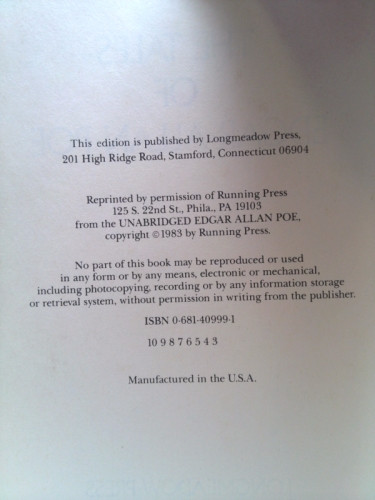 This edition is published by Longmeadow Press,
201 High Ridge Road, Stamford, Connecticut 06904
Reprinted by permission of Running Press
125 S. 22nd St., Phila., PA 19103
from the UNABRIDGED EDGAR ALLAN POE,
copyright ©1983 by Running Press.
No part of this book may be reproduced or used
in any form or by any means, electronic or mechanical,
including photocopying, recording or by any information storage
or retrieval system, without permission in writing from the publisher.
ISBN 0-681-40999-1
10 9 8 7 6 5 4 3
Manufactured in the U.S.A.